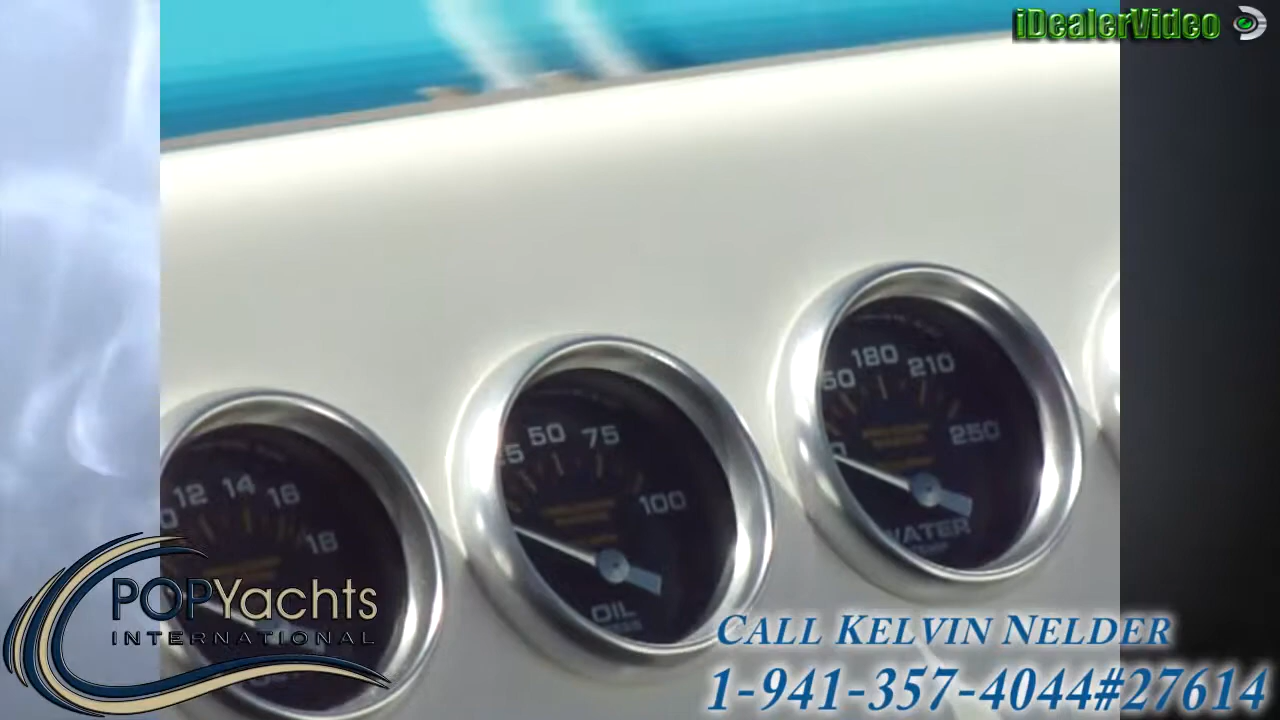 iDealerVideo
180
210
250
WATER
50
75
100
OIL
12
14
16
18
POPYachts
INTERNATIONAL
CALL KELVIN NELDER
1-941-357-4044#27614